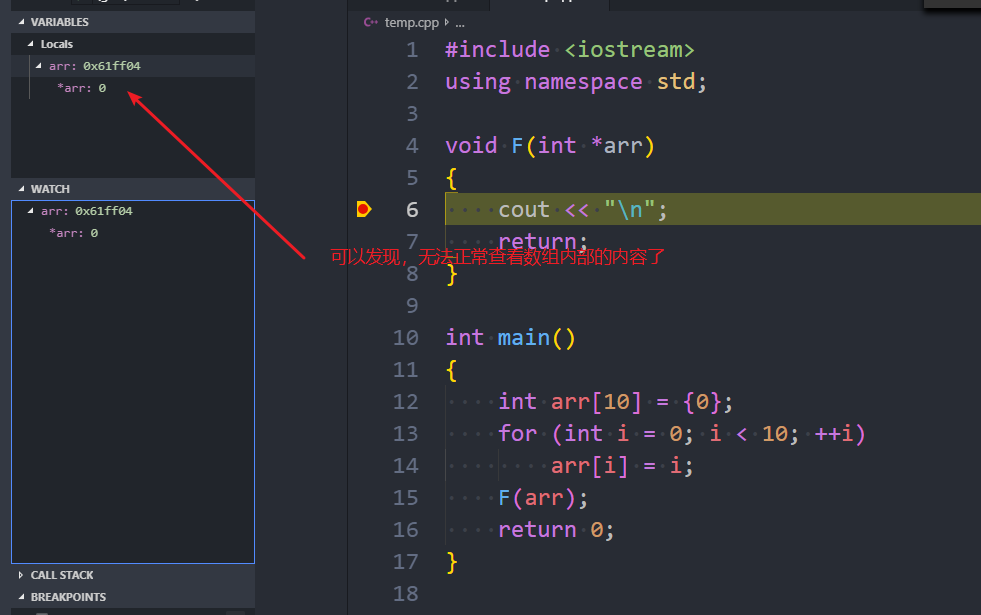 VARIABLES
Locals
arr: 0x61ff04
*arr: 0
WATCH
arr: 0x61ff04
*arr: 0
CALL STACK
BREAKPOINTS
temp.cpp ...
1 #include <iostream>
2 using namespace std;
3
4 void F(int *arr)
5 {
6 cout << "\n";
7 return;
可以发现，无法正常查看数组内部的内容了
8 }
9
10 int main()
11 {
12 int arr[10] = {0};
13 for (int i = 0; i < 10; ++i)
14 arr[i] = i;
15 F(arr);
16 return 0;
17 }
18